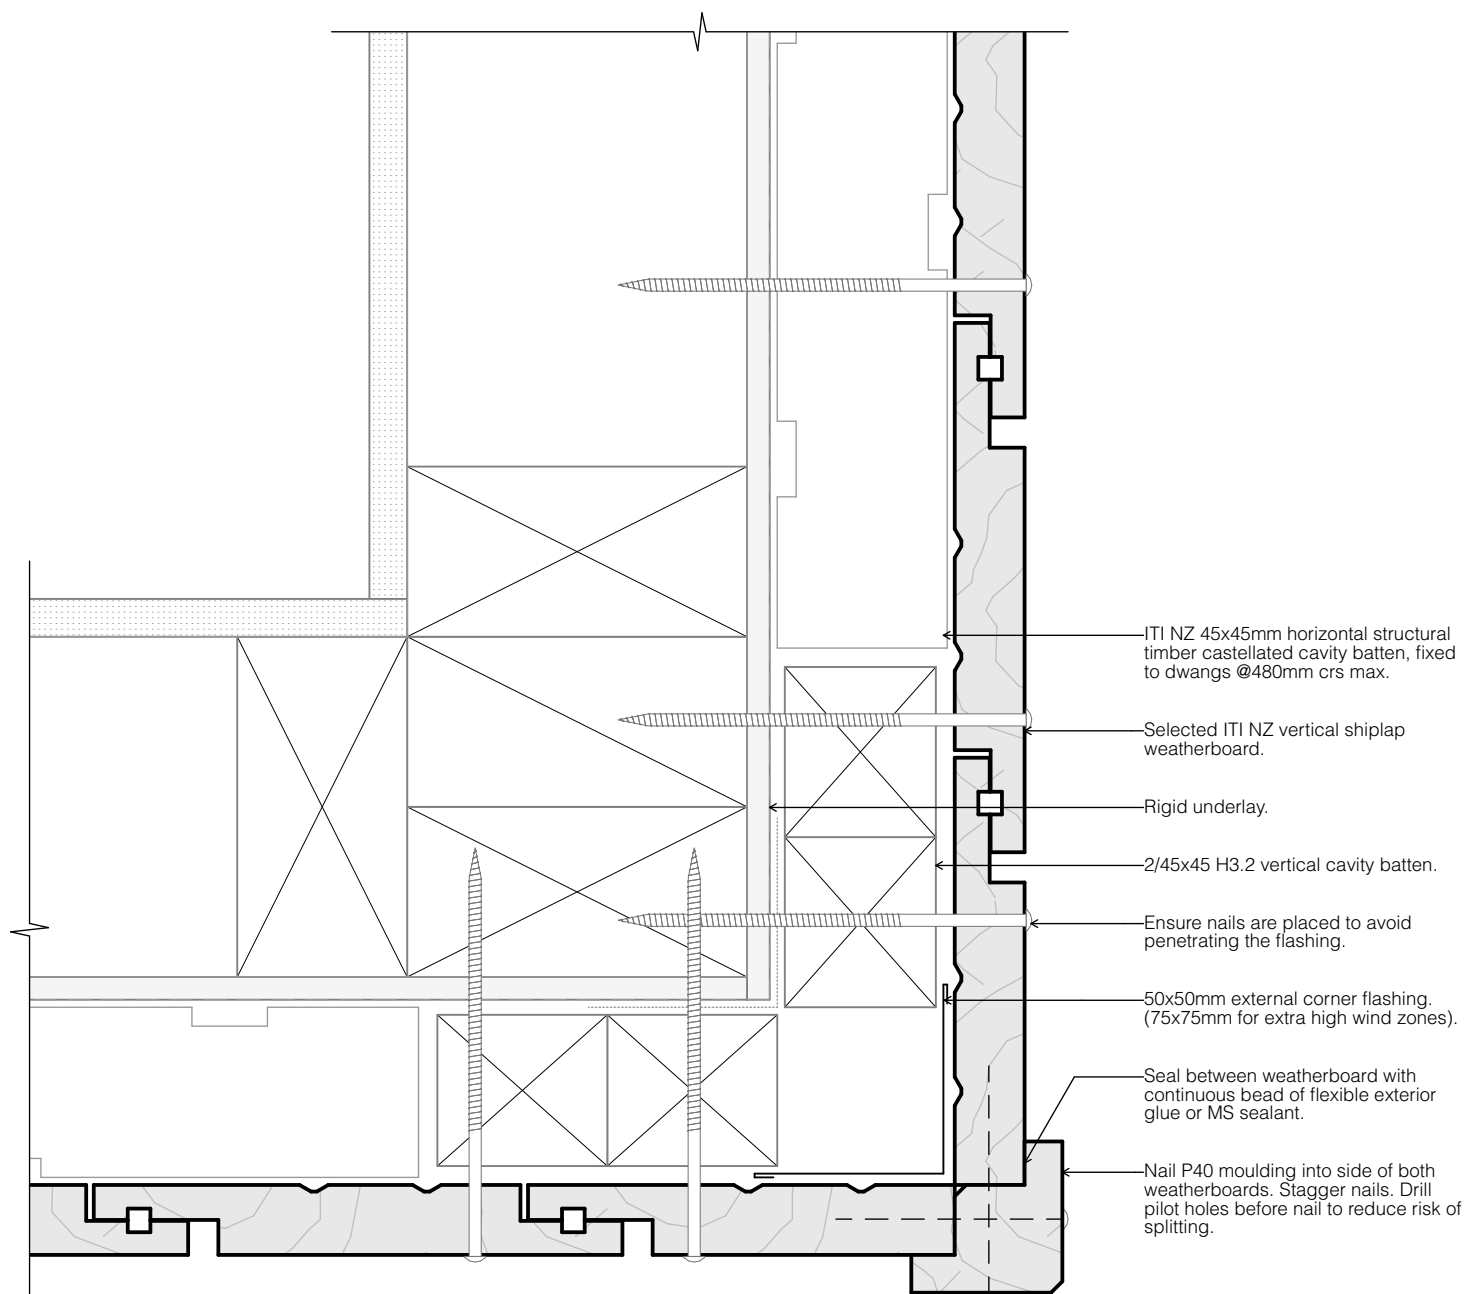 ITI NZ 45x45mm horizontal structural
timber castellated cavity batten, fixed
to dwangs @480mm crs max.
Selected ITI NZ vertical shiplap
weatherboard.
Rigid underlay.
2/45x45 H3.2 vertical cavity batten.
Ensure nails are placed to avoid
penetrating the flashing.
50x50mm external corner flashing.
(75x75mm for extra high wind zones).
Seal between weatherboard with
continuous bead of flexible exterior
glue or MS sealant.
Nail P40 moulding into side of both
weatherboards. Stagger nails. Drill
pilot holes before nail to reduce risk of
splitting.